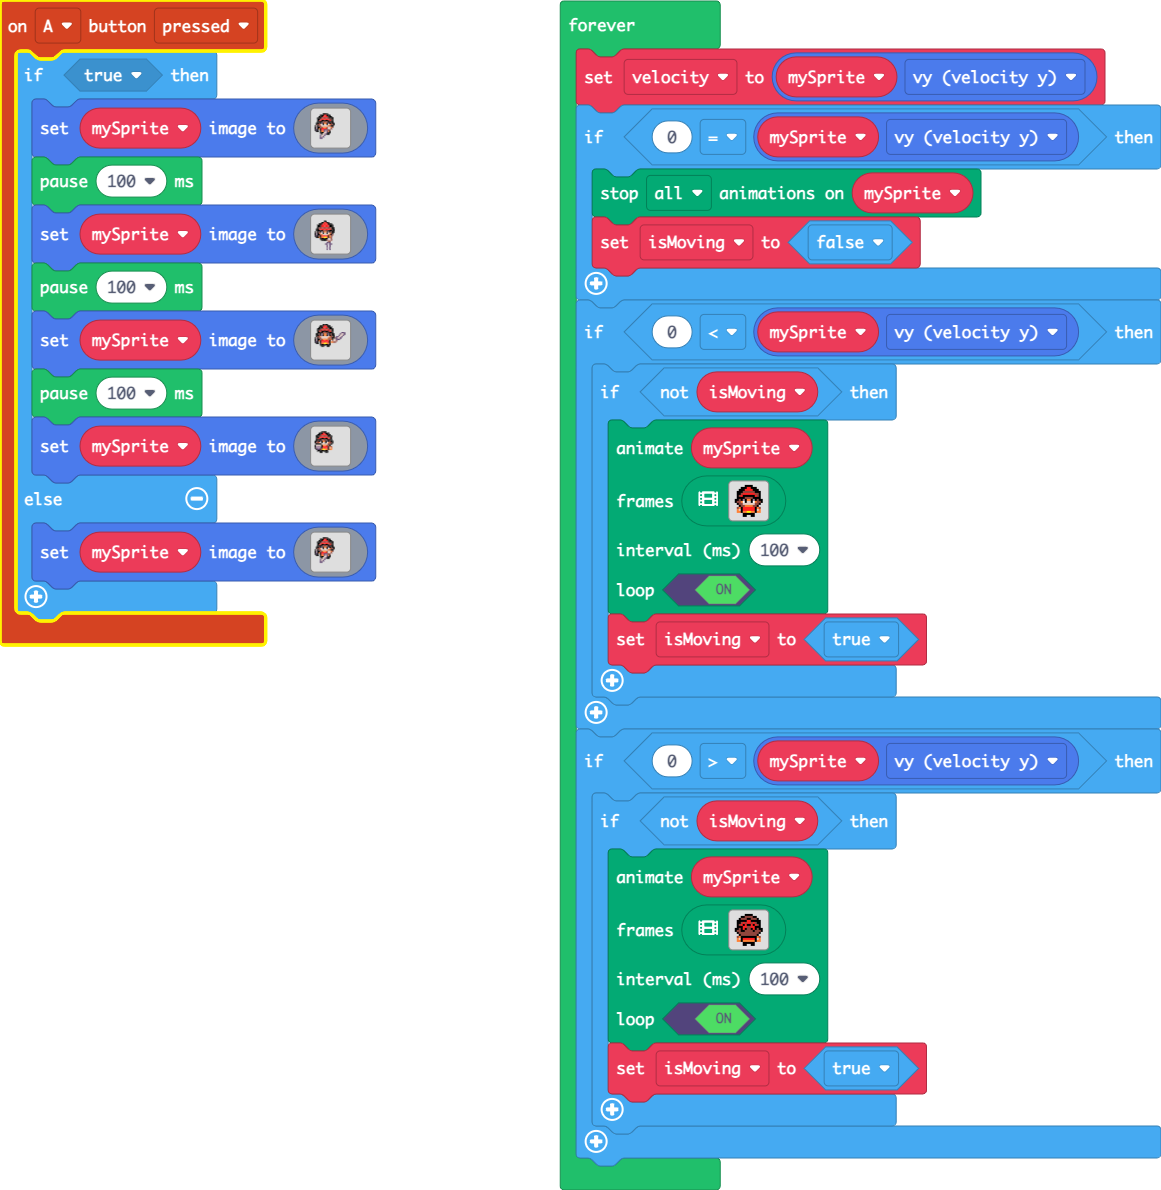 on A button pressed
if true then
set mySprite image to
pause 100 ms
set mySprite image to
pause 100 ms
set mySprite image to
pause 100 ms
set mySprite image to
else
set mySprite image to
forever
set velocity to mySprite vy (velocity y)
if 0 = mySprite vy (velocity y) then
stop all animations on mySprite
set isMoving to false
if 0 < mySprite vy (velocity y) then
if not isMoving then
animate mySprite
frames
interval (ms) 100
loop ON
set isMoving to true
if 0 > mySprite vy (velocity y) then
if not isMoving then
animate mySprite
frames
interval (ms) 100
loop ON
set isMoving to true